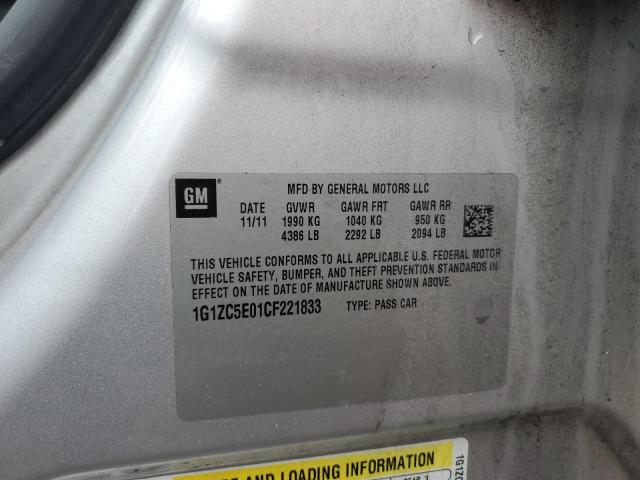 GM
MFD BY GENERAL MOTORS LLC
DATE GVWR GAWR FRT GAWR RR
11/11 1990 KG 1040 KG 950 KG
4386 LB 2292 LB 2094 LB
THIS VEHICLE CONFORMS TO ALL APPLICABLE U.S. FEDERAL MOTOR
VEHICLE SAFETY, BUMPER, AND THEFT PREVENTION STANDARDS IN
EFFECT ON THE DATE OF MANUFACTURE SHOWN ABOVE.
1G1ZC5E01CF221833 TYPE: PASS CAR
AND LOADING INFORMATION
1G1ZC